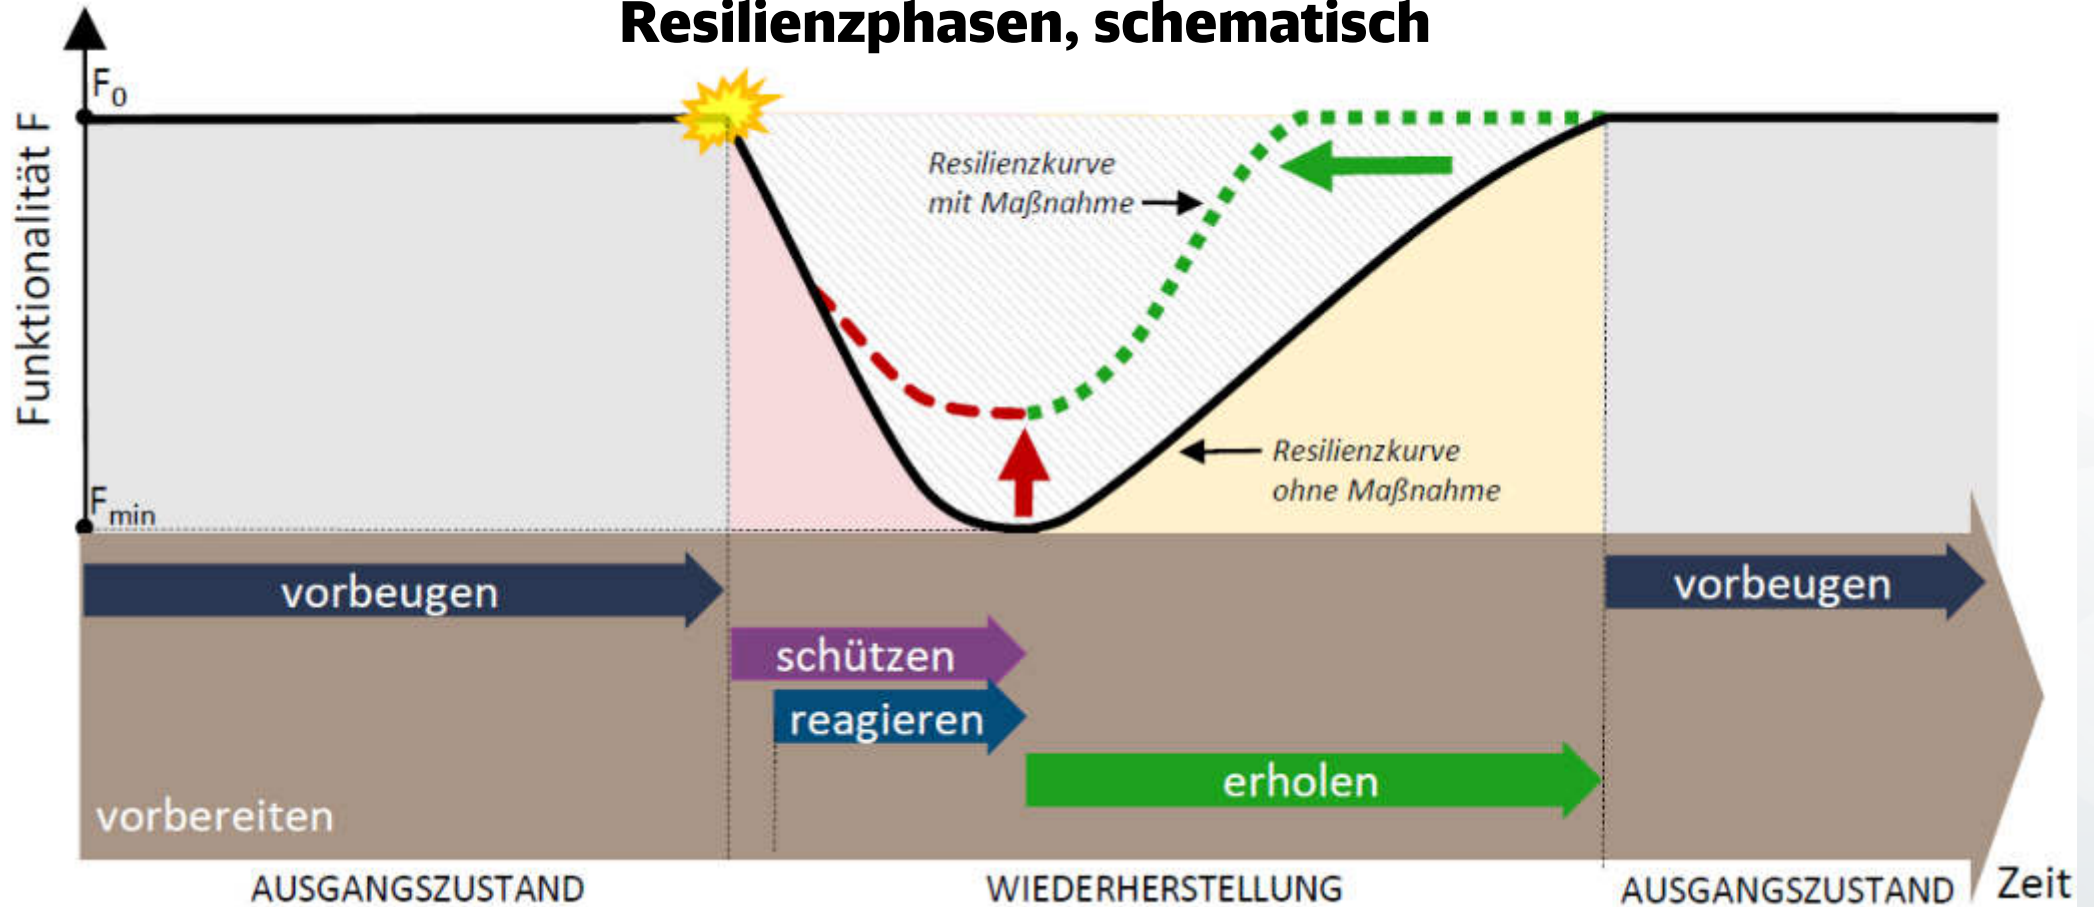 Resilienzphasen, schematisch
F0
Funktionalität F
Resilienzkurve
mit Maßnahme
Resilienzkurve
ohne Maßnahme
Fmin
vorbeugen
vorbeugen
schützen
reagieren
erholen
vorbereiten
AUSGANGSZUSTAND
WIEDERHERSTELLUNG
AUSGANGSZUSTAND
Zeit